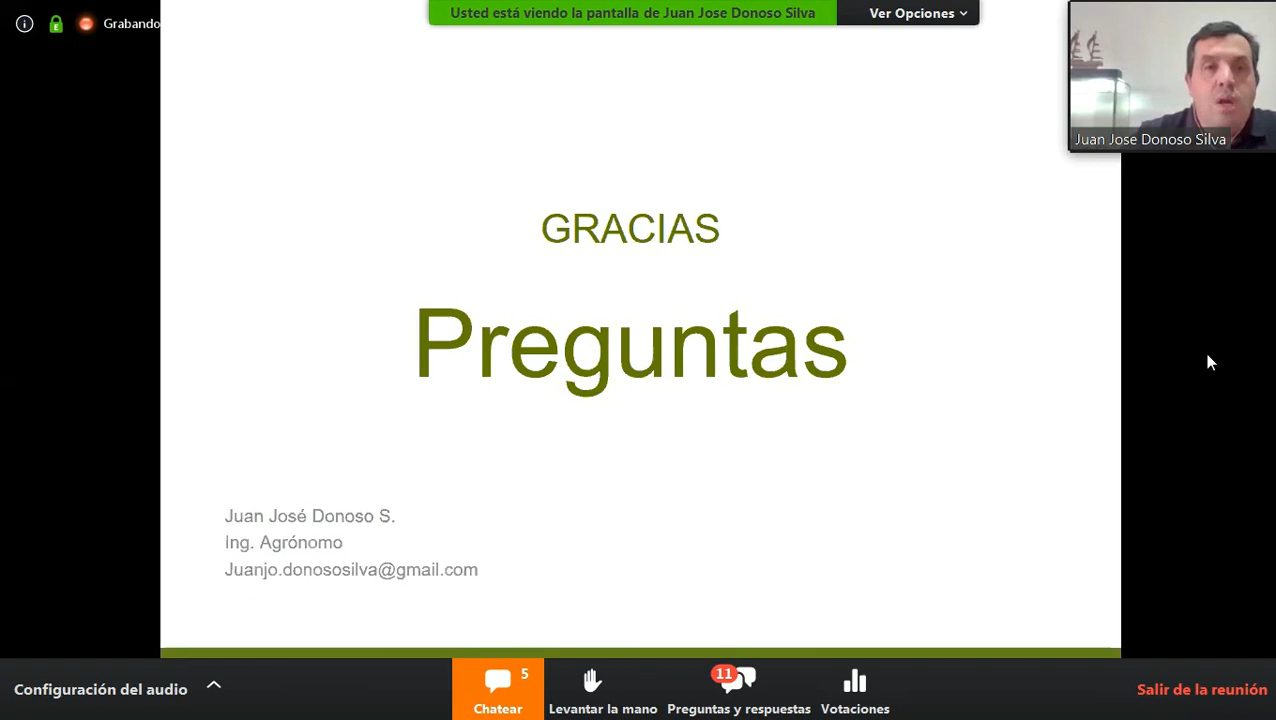 Grabando
Usted está viendo la pantalla de Juan Jose Donoso Silva
Ver Opciones
Juan Jose Donoso Silva
GRACIAS
Preguntas
Juan José Donoso S.
Ing. Agrónomo
Juanjo.donososilva@gmail.com
Configuración del audio
5
Chatear
Levantar la mano
11
Preguntas y respuestas
Votaciones
Salir de la reunión